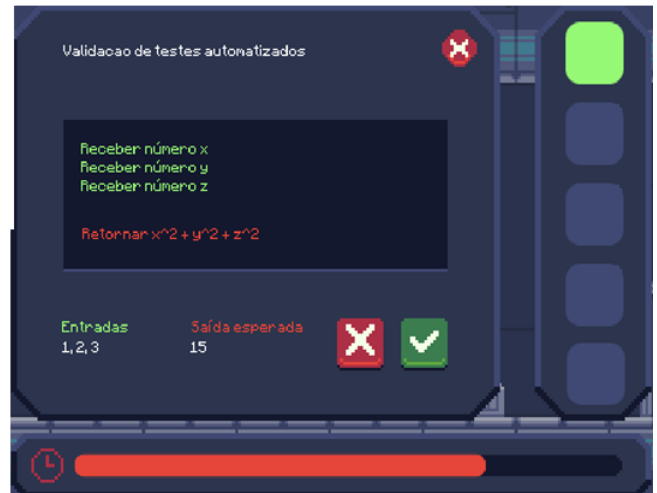 Validacao de testes automatizados
Receber número x
Receber número y
Receber número z
Retornar x^2 + y^2 + z^2
Entradas
1, 2, 3
Saída esperada
15